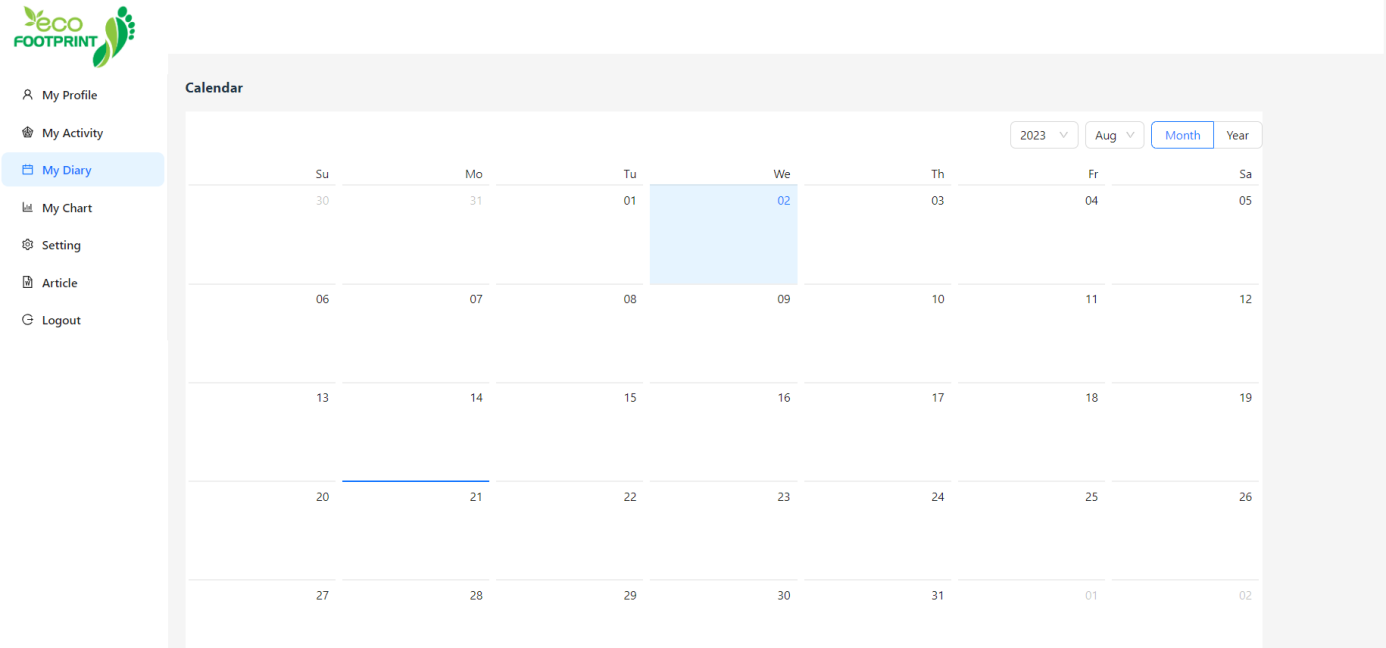 eco
FOOTPRINT
My Profile
My Activity
My Diary
My Chart
Setting
Article
Logout
Calendar
2023 Aug Month Year
Su Mo Tu We Th Fr Sa
30 31 01 02 03 04 05
06 07 08 09 10 11 12
13 14 15 16 17 18 19
20 21 22 23 24 25 26
27 28 29 30 31 01 02